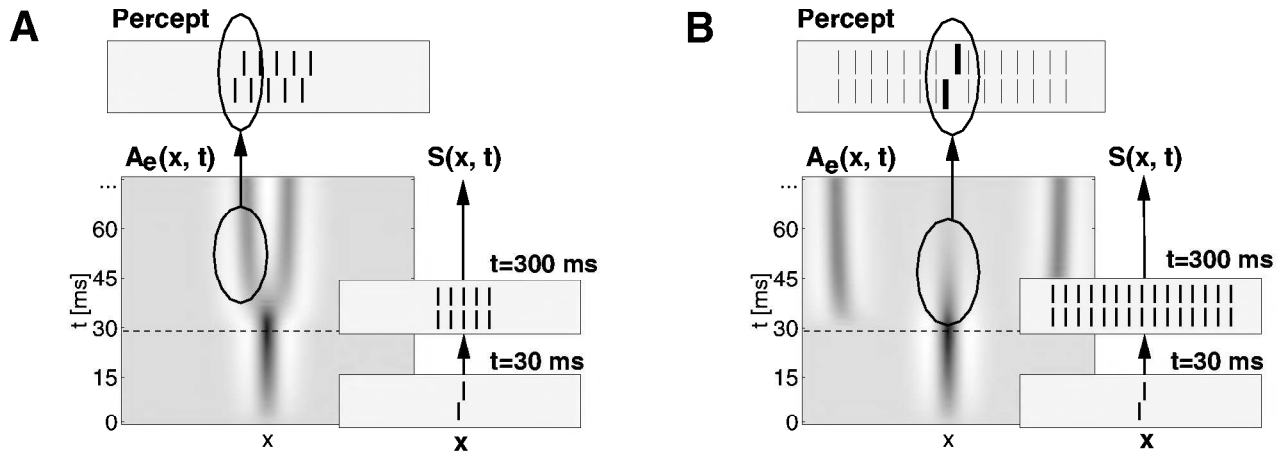 A
Percept
Ae(x, t)
S(x, t)
...
60
45
30
15
0
t [ms]
t=300 ms
t=30 ms
x
x
B
Percept
Ae(x, t)
S(x, t)
...
60
45
30
15
0
t [ms]
t=300 ms
t=30 ms
x
x